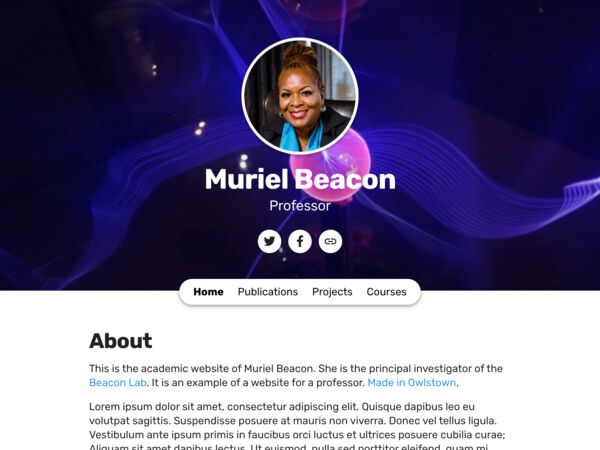 Muriel Beacon
Professor
Home Publications Projects Courses
About
This is the academic website of Muriel Beacon. She is the principal investigator of the
Beacon Lab. It is an example of a website for a professor. Made in Owlstown.
Lorem ipsum dolor sit amet, consectetur adipiscing elit. Quisque dapibus leo eu
volutpat sagittis. Suspendisse posuere at mauris non viverra. Donec vel tellus ligula.
Vestibulum ante ipsum primis in faucibus orci luctus et ultrices posuere cubilia curae;
Aliquam sit amet dapibus lectus. Ut euismod, nulla sed porttitor eleifend, quam mi